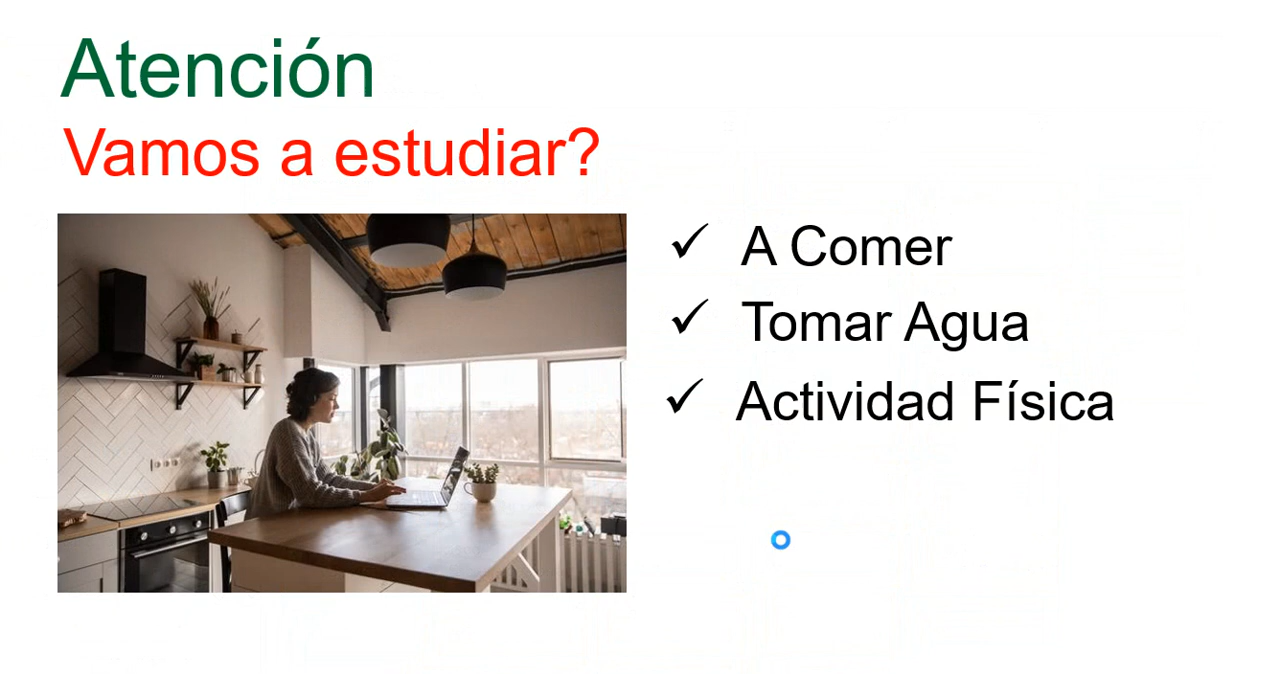 Atención
Vamos a estudiar?
✓ A Comer
✓ Tomar Agua
✓ Actividad Física